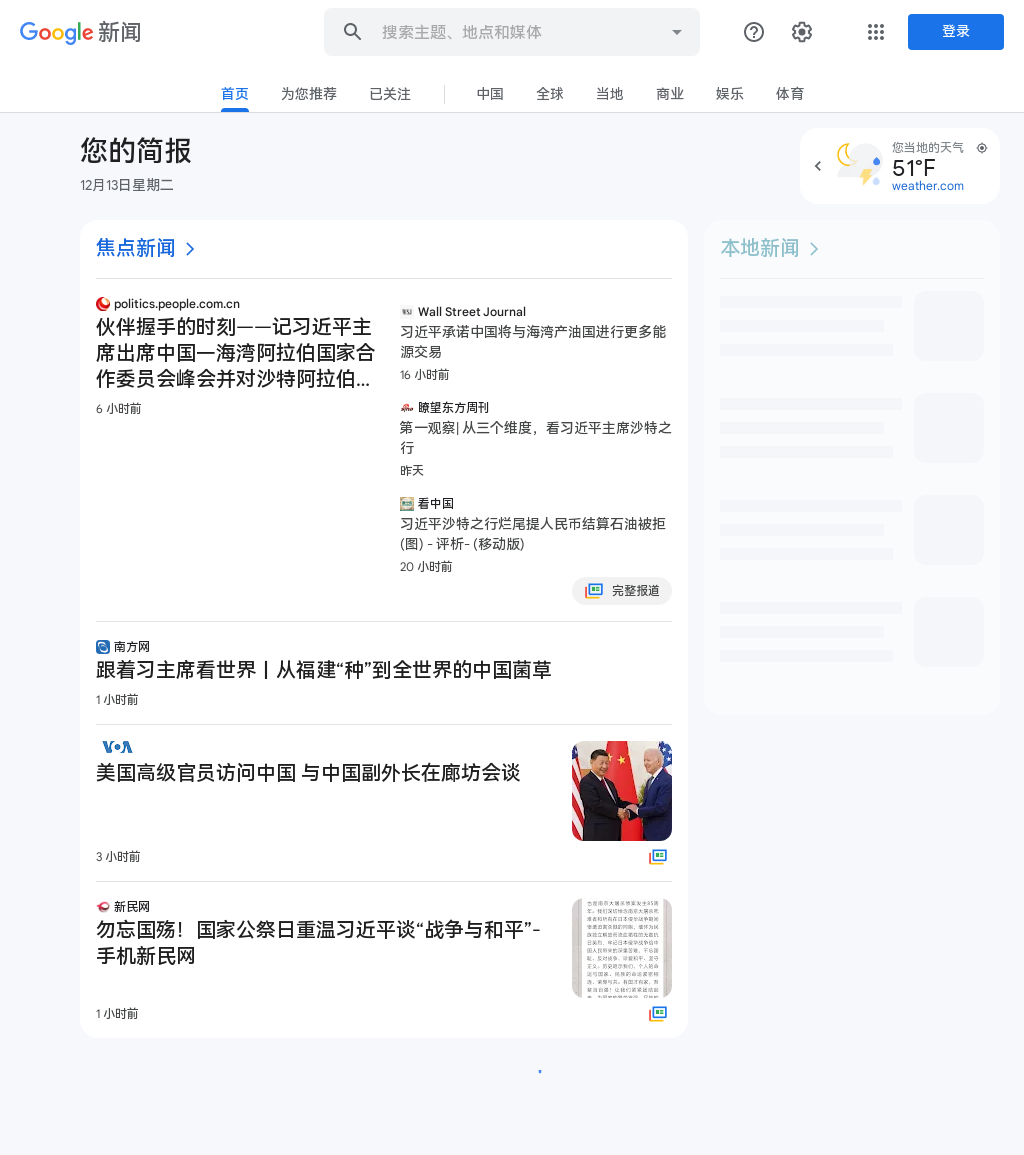 Google 新闻
搜索主题、地点和媒体
登录
首页
为您推荐
已关注
中国
全球
当地
商业
娱乐
体育
您的简报
12月13日星期二
您当地的天气
51°F
weather.com
焦点新闻
本地新闻
politics.people.com.cn
伙伴握手的时刻——记习近平主
席出席中国—海湾阿拉伯国家合
作委员会峰会并对沙特阿拉伯...
6 小时前
Wall Street Journal
习近平承诺中国将与海湾产油国进行更多能
源交易
16 小时前
瞭望东方周刊
第一观察| 从三个维度，看习近平主席沙特之
行
昨天
看中国
习近平沙特之行烂尾提人民币结算石油被拒
(图) - 评析- (移动版)
20 小时前
完整报道
南方网
跟着习主席看世界丨从福建“种”到全世界的中国菌草
1 小时前
VOA
美国高级官员访问中国 与中国副外长在廊坊会谈
3 小时前
新民网
勿忘国殇！国家公祭日重温习近平谈“战争与和平”-
手机新民网
1 小时前